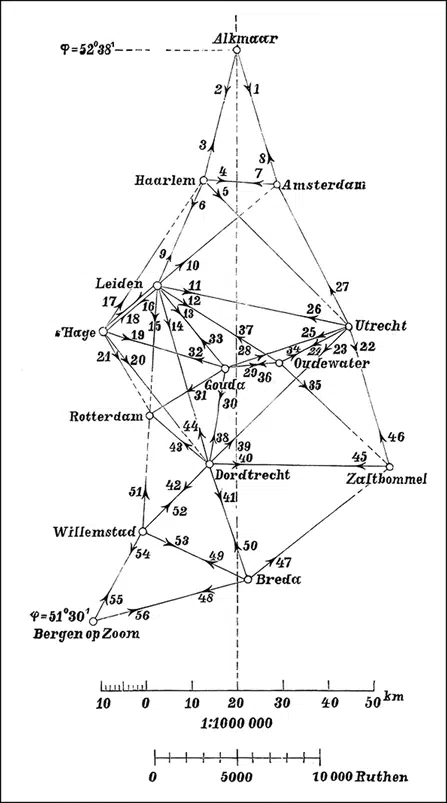 Alkmaar
φ=52°38'
2 1
3 8
Haarlem 4 7 Amsterdam
5
6
9 10
Leiden 11 27
17 16 12 26
18 15 14 13
's Hage 19 33 37 25 Utrecht
21 20 32 28 34 29 23 22
Oudewater
29 36
Gouda 35
31 30
Rotterdam
44 38 39 46
43 40 45
Dordtrecht Zaltbommel
42 41
51 52
Willemstad 53
54 49 50 47
Breda
55 48
φ=51°30' 56
Bergen op Zoom
10 0 10 20 30 40 50 km
1:1000 000
0 5000 10 000 Ruthen